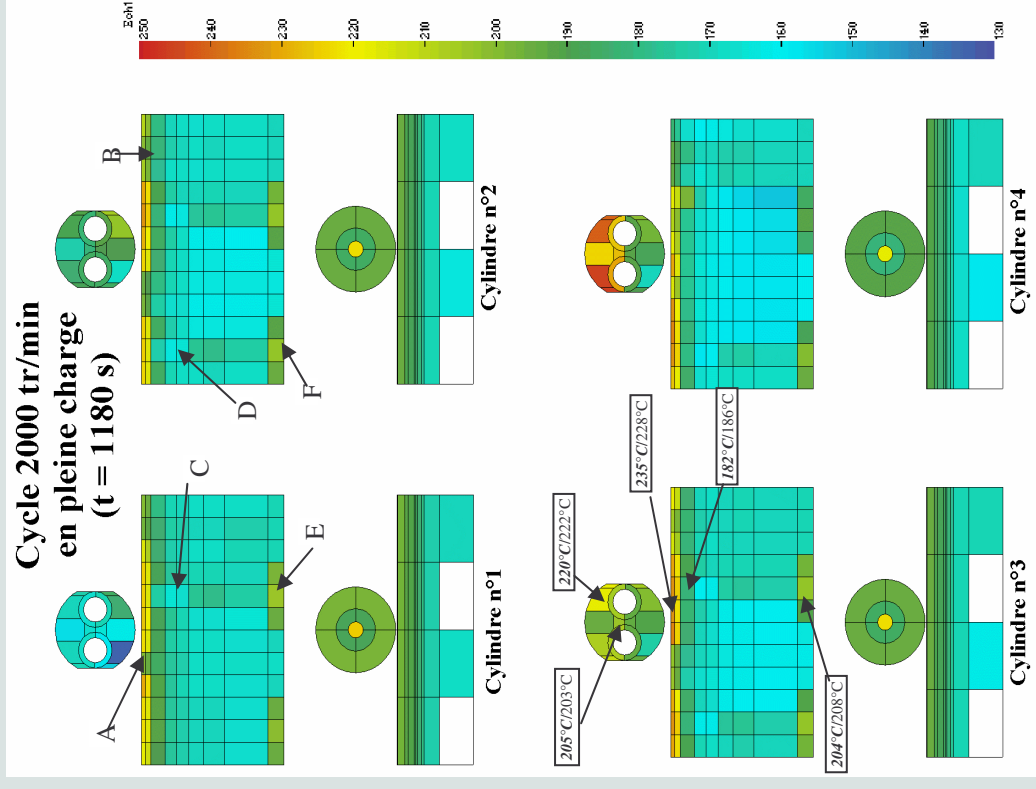 Cycle 2000 tr/min
en pleine charge
(t = 1180 s)
Ech1
250
240
230
220
210
200
190
180
170
160
150
140
130
A
B
C
D
E
F
Cylindre n°1
Cylindre n°2
220°C/222°C
235°C/228°C
182°C/186°C
205°C/203°C
204°C/208°C
Cylindre n°3
Cylindre n°4